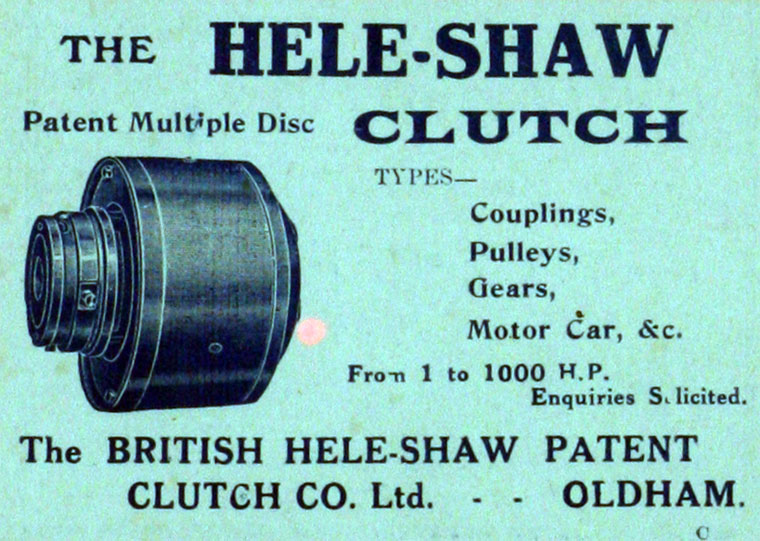 THE HELE-SHAW
Patent Multiple Disc CLUTCH
TYPES—
Couplings,
Pulleys,
Gears,
Motor Car, &c.
From 1 to 1000 H.P.
Enquiries Solicited.
The BRITISH HELE-SHAW PATENT
CLUTCH CO. Ltd. - - OLDHAM.
C